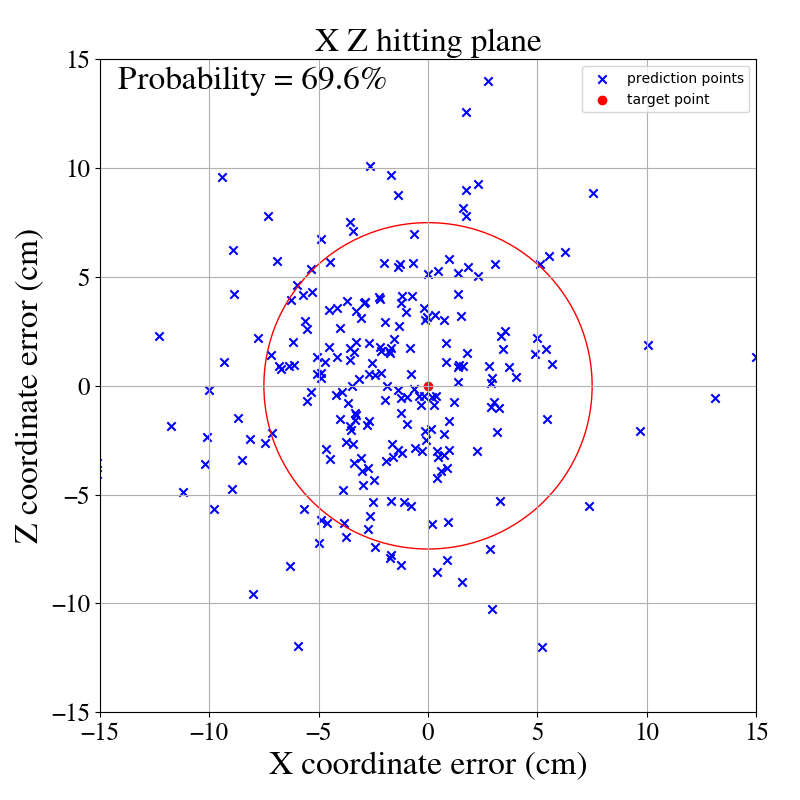 X Z hitting plane
Probability = 69.6%
prediction points
target point
Z coordinate error (cm)
15
10
5
0
−5
−10
−15
−15 −10 −5 0 5 10 15
X coordinate error (cm)